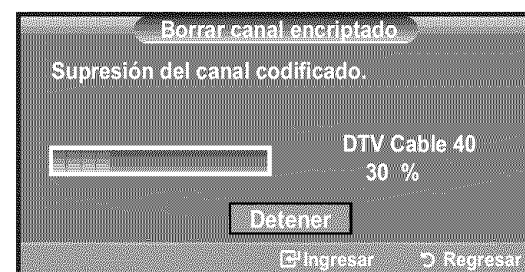 Borrar canal encriptado
Supresión del canal codificado.
DTV Cable 40
30 %
Detener
Ingresar Regresar